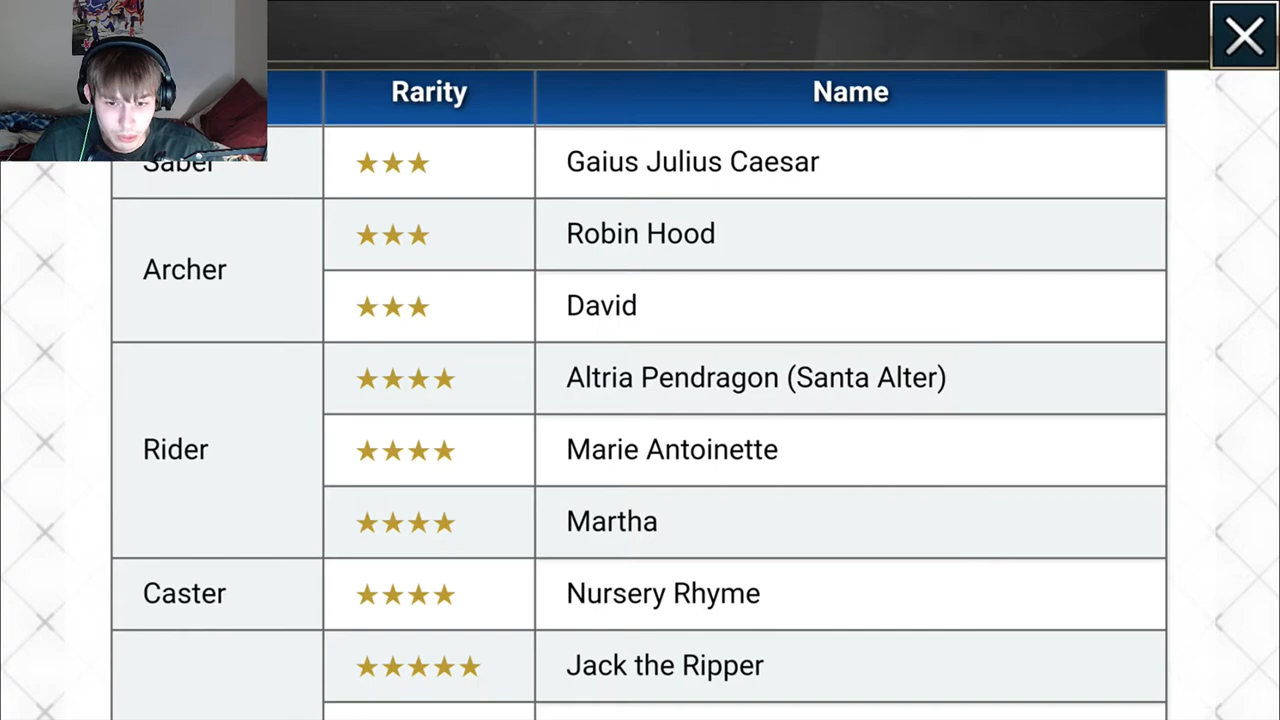 Rarity Name
Saber ★★★ Gaius Julius Caesar
Archer ★★★ Robin Hood
★★★ David
Rider ★★★★ Altria Pendragon (Santa Alter)
★★★★ Marie Antoinette
★★★★ Martha
Caster ★★★★ Nursery Rhyme
★★★★★ Jack the Ripper